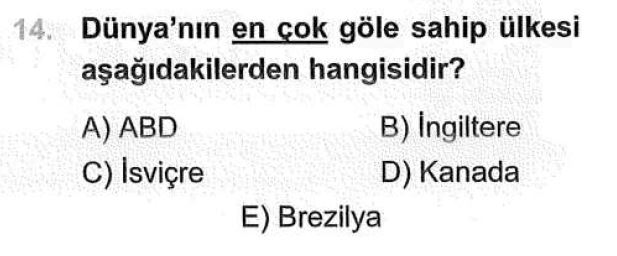 14. Dünya'nın en çok göle sahip ülkesi
aşağıdakilerden hangisidir?
A) ABD B) İngiltere
C) İsviçre D) Kanada
E) Brezilya